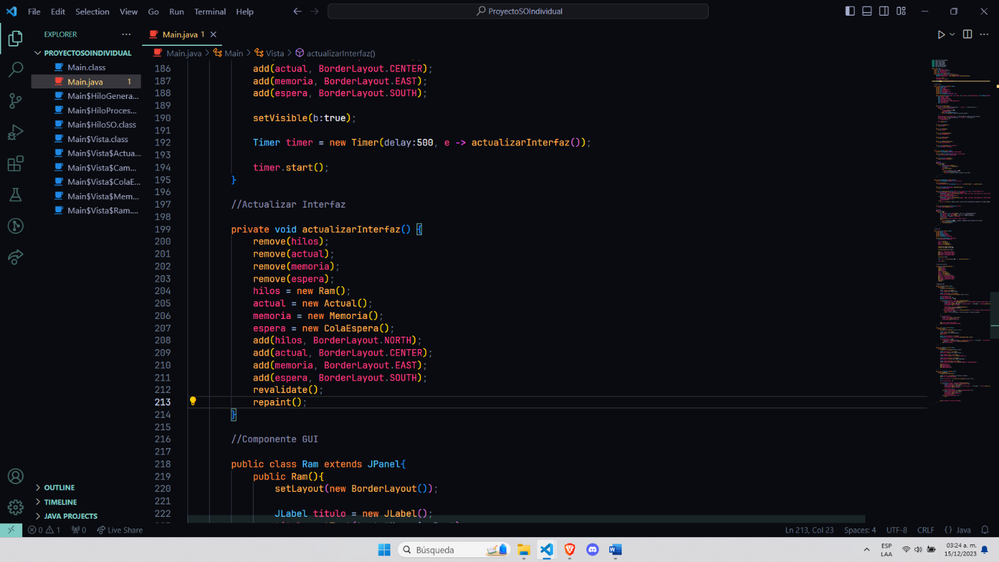 File Edit Selection View Go Run Terminal Help
ProyectoSOIndividual
EXPLORER
Main.java 1
PROYECTOSOINDIVIDUAL
Main.java > Main > Vista > actualizarInterfaz()
Main.class
Main.java 1
Main$HiloGenera...
Main$HiloProces...
Main$HiloSO.class
Main$Vista.class
Main$Vista$Actua...
Main$Vista$Cam...
Main$Vista$ColaE...
Main$Vista$Mem...
Main$Vista$Ram....
186 add(actual, BorderLayout.CENTER);
187 add(memoria, BorderLayout.EAST);
188 add(espera, BorderLayout.SOUTH);
189
190 setVisible(b:true);
191
192 Timer timer = new Timer(delay:500, e -> actualizarInterfaz());
193
194 timer.start();
195 }
196
197 //Actualizar Interfaz
198
199 private void actualizarInterfaz() {
200 remove(hilos);
201 remove(actual);
202 remove(memoria);
203 remove(espera);
204 hilos = new Ram();
205 actual = new Actual();
206 memoria = new Memoria();
207 espera = new ColaEspera();
208 add(hilos, BorderLayout.NORTH);
209 add(actual, BorderLayout.CENTER);
210 add(memoria, BorderLayout.EAST);
211 add(espera, BorderLayout.SOUTH);
212 revalidate();
213 repaint();
214 }
215
216 //Componente GUI
217
218 public class Ram extends JPanel{
219 public Ram(){
220 setLayout(new BorderLayout());
221
222 JLabel titulo = new JLabel();
OUTLINE
TIMELINE
JAVA PROJECTS
0 1 0 Live Share
Ln 213, Col 23 Spaces: 4 UTF-8 CRLF {} Java
Búsqueda
ESP
LAA
03:24 a. m.
15/12/2023